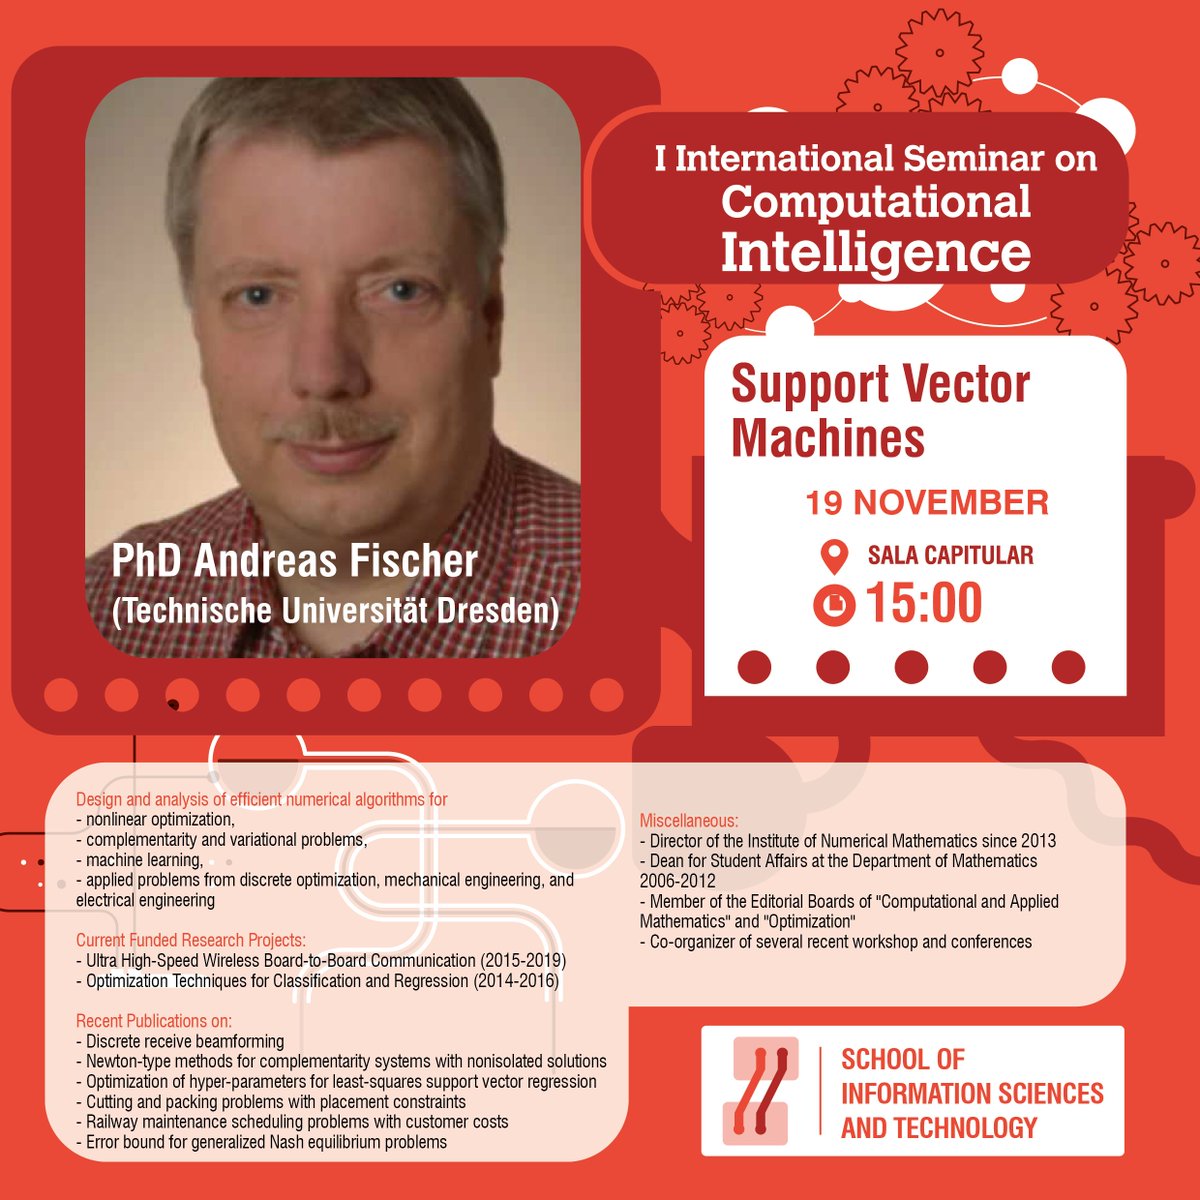 I International Seminar on
Computational
Intelligence
Support Vector
Machines
19 NOVEMBER
SALA CAPITULAR
15:00
PhD Andreas Fischer
(Technische Universität Dresden)
Design and analysis of efficient numerical algorithms for
- nonlinear optimization,
- complementarity and variational problems,
- machine learning,
- applied problems from discrete optimization, mechanical engineering, and
electrical engineering
Current Funded Research Projects:
- Ultra High-Speed Wireless Board-to-Board Communication (2015-2019)
- Optimization Techniques for Classification and Regression (2014-2016)
Recent Publications on:
- Discrete receive beamforming
- Newton-type methods for complementarity systems with nonisolated solutions
- Optimization of hyper-parameters for least-squares support vector regression
- Cutting and packing problems with placement constraints
- Railway maintenance scheduling problems with customer costs
- Error bound for generalized Nash equilibrium problems
Miscellaneous:
- Director of the Institute of Numerical Mathematics since 2013
- Dean for Student Affairs at the Department of Mathematics
2006-2012
- Member of the Editorial Boards of "Computational and Applied
Mathematics" and "Optimization"
- Co-organizer of several recent workshop and conferences
SCHOOL OF
INFORMATION SCIENCES
AND TECHNOLOGY